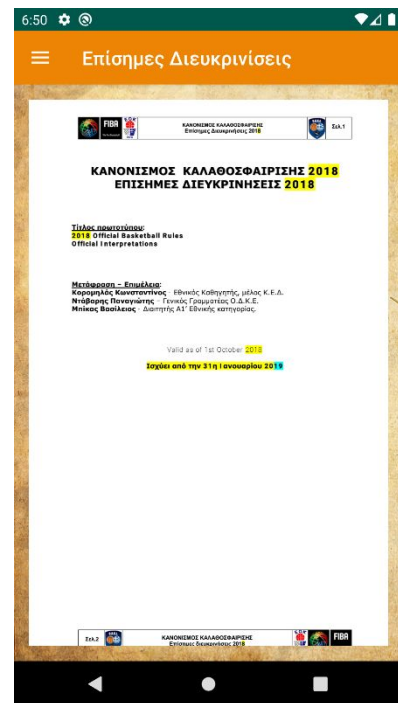 6:50
Επίσημες Διευκρινίσεις
FIBA
ΚΑΝΟΝΙΣΜΟΣ ΚΑΛΑΘΟΣΦΑΙΡΙΣΗΣ
Επίσημες Διευκρινήσεις 2018
Σελ.1
ΚΑΝΟΝΙΣΜΟΣ ΚΑΛΑΘΟΣΦΑΙΡΙΣΗΣ 2018
ΕΠΙΣΗΜΕΣ ΔΙΕΥΚΡΙΝΗΣΕΙΣ 2018
Τίτλος πρωτοτύπου:
2018 Official Basketball Rules
Official Interpretations
Μετάφραση – Επιμέλεια:
Κορομηλάς Κωνσταντίνος - Εθνικός Καθηγητής, μέλος Κ.Ε.Δ.
Ντάβαρης Παναγιώτης – Γενικός Γραμματέας Ο.Δ.Κ.Ε.
Μπίκας Βασίλειος - Διαιτητής Α1' Εθνικής κατηγορίας.
Valid as of 1st October 2018
Ισχύει από την 31η Ιανουαρίου 2019
Σελ.2
ΚΑΝΟΝΙΣΜΟΣ ΚΑΛΑΘΟΣΦΑΙΡΙΣΗΣ
Επίσημες Διευκρινήσεις 2018
FIBA